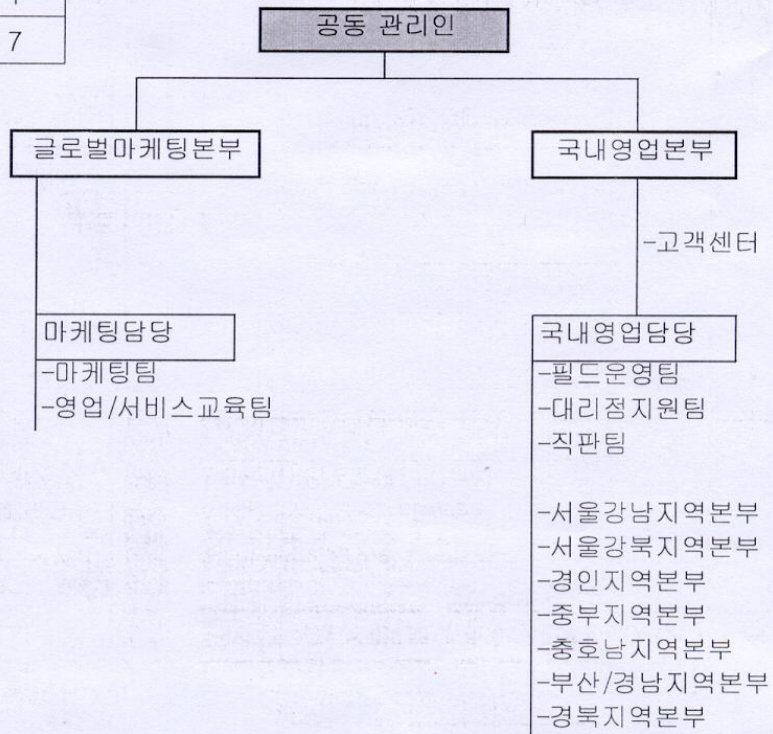 7
공동 관리인
글로벌마케팅본부
국내영업본부
-고객센터
마케팅담당
-마케팅팀
-영업/서비스교육팀
국내영업담당
-필드운영팀
-대리점지원팀
-직판팀
-서울강남지역본부
-서울강북지역본부
-경인지역본부
-중부지역본부
-충호남지역본부
-부산/경남지역본부
-경북지역본부